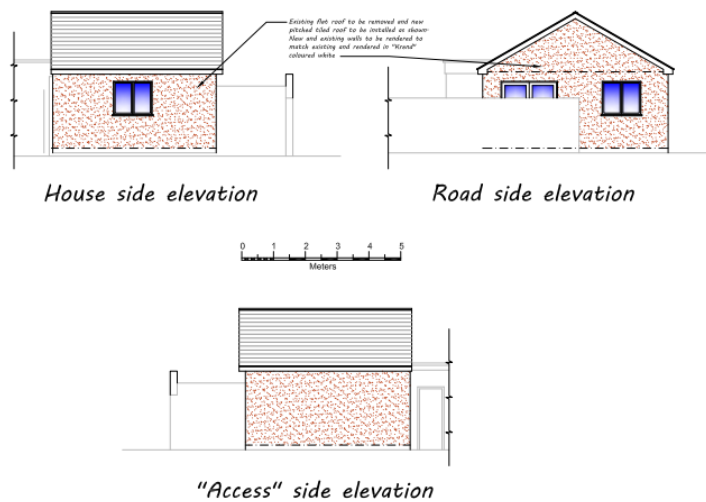 Existing flat roof to be removed and new
pitched tiled roof to be installed as shown.
New and existing walls to be rendered to
match existing and rendered in "Krend"
coloured white
House side elevation
Road side elevation
0 1 2 3 4 5
Meters
"Access" side elevation